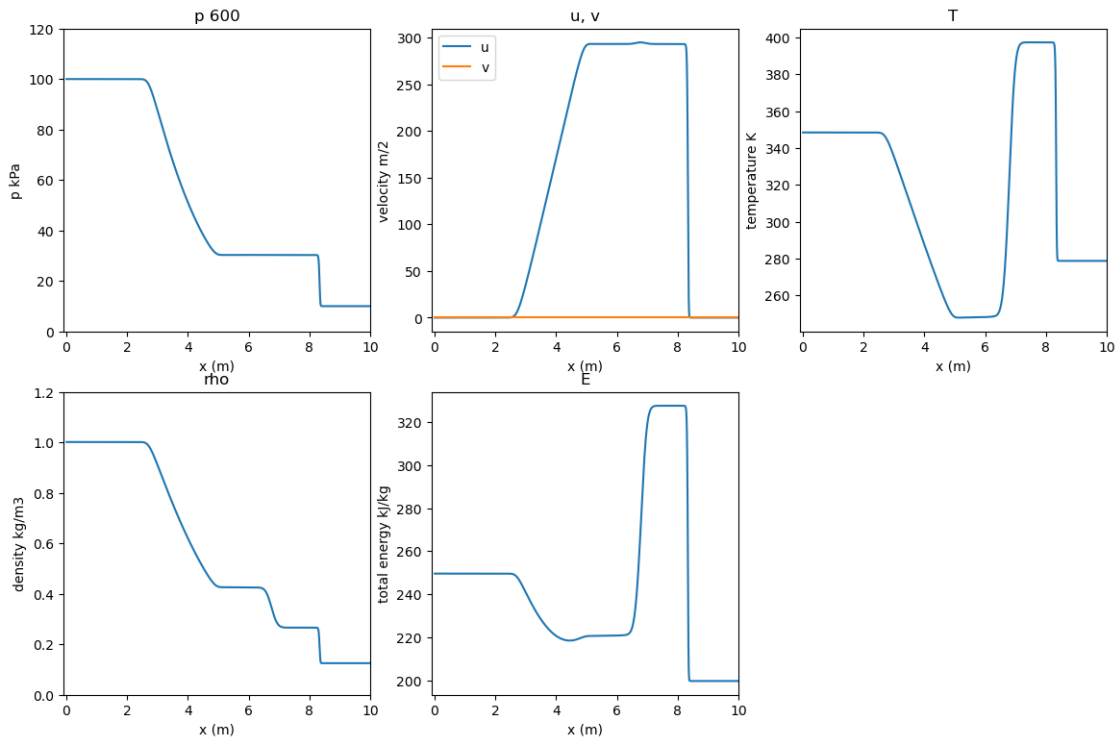 p 600
120
100
80
60
40
20
0
p kPa
0 2 4 6 8 10
x (m)
u, v
300
250
200
150
100
50
0
velocity m/2
u
v
0 2 4 6 8 10
x (m)
T
400
380
360
340
320
300
280
260
temperature K
0 2 4 6 8 10
x (m)
rho
1.2
1.0
0.8
0.6
0.4
0.2
0.0
density kg/m3
0 2 4 6 8 10
x (m)
E
320
300
280
260
240
220
200
total energy kJ/kg
0 2 4 6 8 10
x (m)